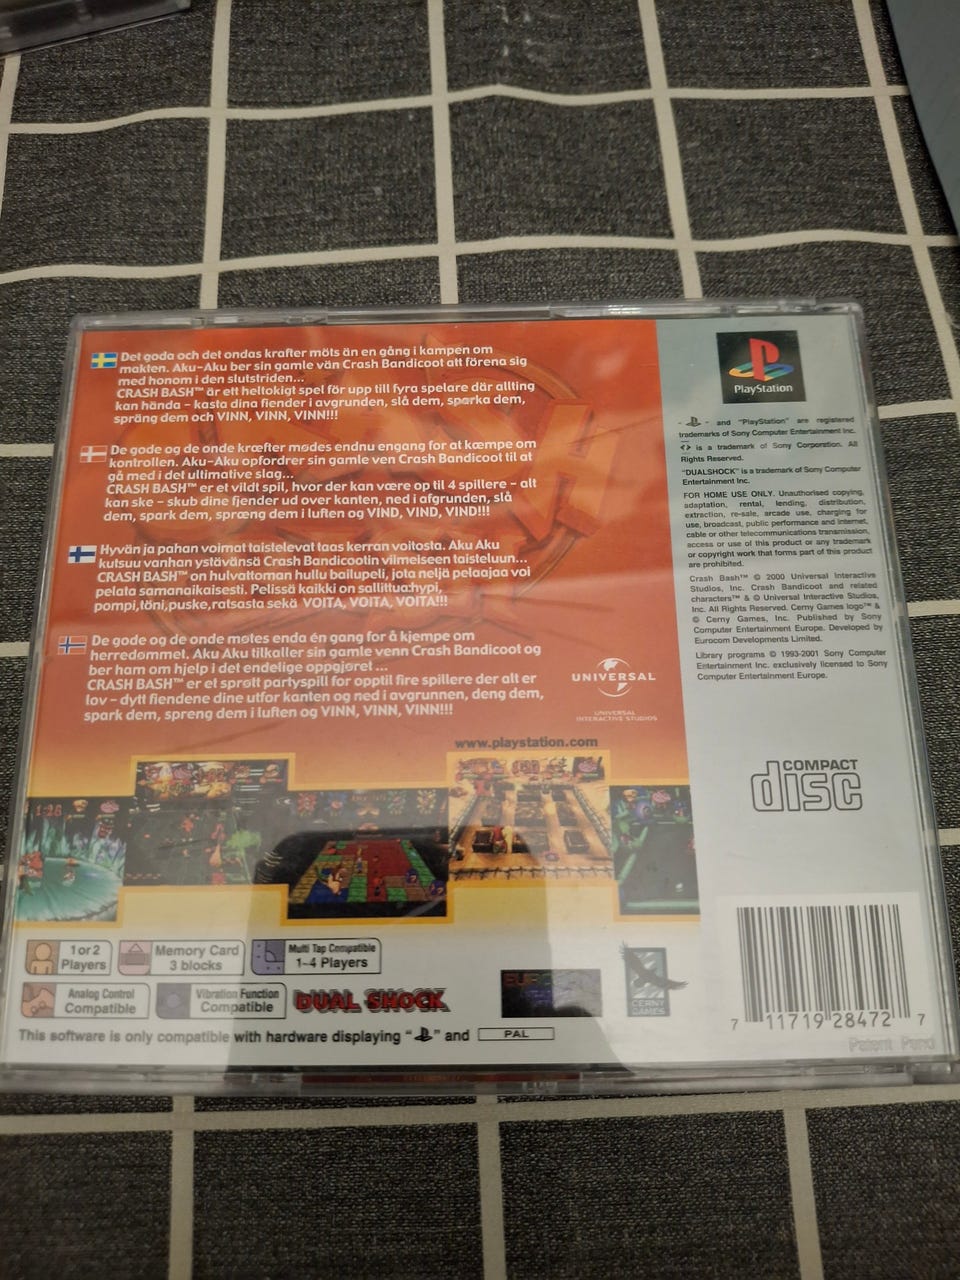 Det goda och det ondas krafter möts än en gång i kampen om
makten. Aku-Aku ber sin gamle vän Crash Bandicoot att förena sig
med honom i den slutstriden...
CRASH BASH™ är ett heltokigt spel för upp till fyra spelare där allting
kan hända - kasta dina fiender i avgrunden, slå dem, sparka dem,
spräng dem och VINN, VINN, VINN!!!
De gode og de onde kræfter mødes endnu engang for at kæmpe om
kontrollen. Aku-Aku opfordrer sin gamle ven Crash Bandicoot til at
gå med i det ultimative slag...
CRASH BASH™ er et vildt spil, hvor der kan være op til 4 spillere - alt
kan ske - skub dine fjender ud over kanten, ned i afgrunden, slå
dem, spark dem, spræng dem i luften og VIND, VIND, VIND!!!
Hyvän ja pahan voimat taistelevat taas kerran voitosta. Aku Aku
kutsuu vanhan ystävänsä Crash Bandicootin viimeiseen taisteluun...
CRASH BASH™ on hulvattoman hullu bailupeli, jota neljä pelaajaa voi
pelata samanaikaisesti. Pelissä kaikki on sallittua:hypi,
pompi,töni,puske,ratsasta sekä VOITA, VOITA, VOITA!!!
De gode og de onde møtes enda én gang for å kjempe om
herredømmet. Aku Aku tilkaller sin gamle venn Crash Bandicoot og
ber ham om hjelp i det endelige oppgjøret ...
CRASH BASH™ er et sprøtt partyspill for opptil fire spillere der alt er
lov - dytt fiendene dine utfor kanten og ned i avgrunnen, deng dem,
spark dem, spreng dem i luften og VINN, VINN, VINN!!!
UNIVERSAL
UNIVERSAL
INTERACTIVE STUDIOS
www.playstation.com
1:26
1 or 2
Players
Memory Card
3 blocks
Multi Tap Compatible
1-4 Players
Analog Control
Compatible
Vibration Function
Compatible
DUAL SHOCK
CERNY
GAMES
This software is only compatible with hardware displaying " " and PAL
PlayStation
- - and "PlayStation" are registered
trademarks of Sony Computer Entertainment Inc.
is a trademark of Sony Corporation. All
Rights Reserved.
"DUALSHOCK" is a trademark of Sony Computer
Entertainment Inc.
FOR HOME USE ONLY. Unauthorised copying,
adaptation, rental, lending, distribution,
extraction, re-sale, arcade use, charging for
use, broadcast, public performance and internet,
cable or other telecommunications transmission,
access or use of this product or any trademark
or copyright work that forms part of this product
are prohibited.
Crash Bash™ © 2000 Universal Interactive
Studios, Inc. Crash Bandicoot and related
characters™ & © Universal Interactive Studios,
Inc. All Rights Reserved. Cerny Games logo™ &
© Cerny Games, Inc. Published by Sony
Computer Entertainment Europe. Developed by
Eurocom Developments Limited.
Library programs © 1993-2001 Sony Computer
Entertainment Inc. exclusively licensed to Sony
Computer Entertainment Europe.
COMPACT
disc
7 11719 28472 7
Patent Pend